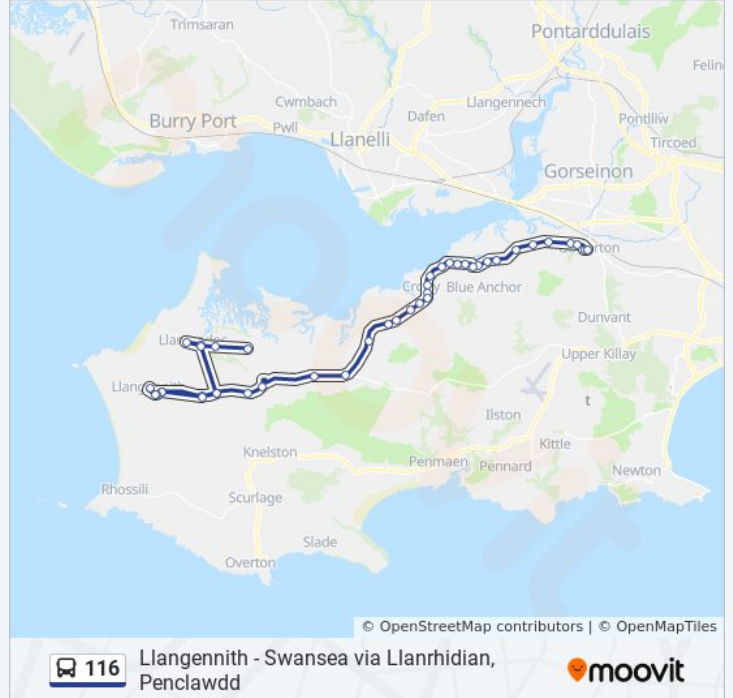 Trimsaran
Pontarddulais
Felin
Cwmbach
Llangennech
Burry Port
Pwll
Dafen
Pontlliw
Llanelli
Tircoed
Gorseinon
Crofty
Blue Anchor
Durvant
Upper Killay
t
Ilston
Kittle
Knelston
Penmaen
Pennard
Newton
Rhossili
Scurlage
Slade
Overton
© OpenStreetMap contributors | © OpenMapTiles
116
Llangennith - Swansea via Llanrhidian,
Penclawdd
moovit